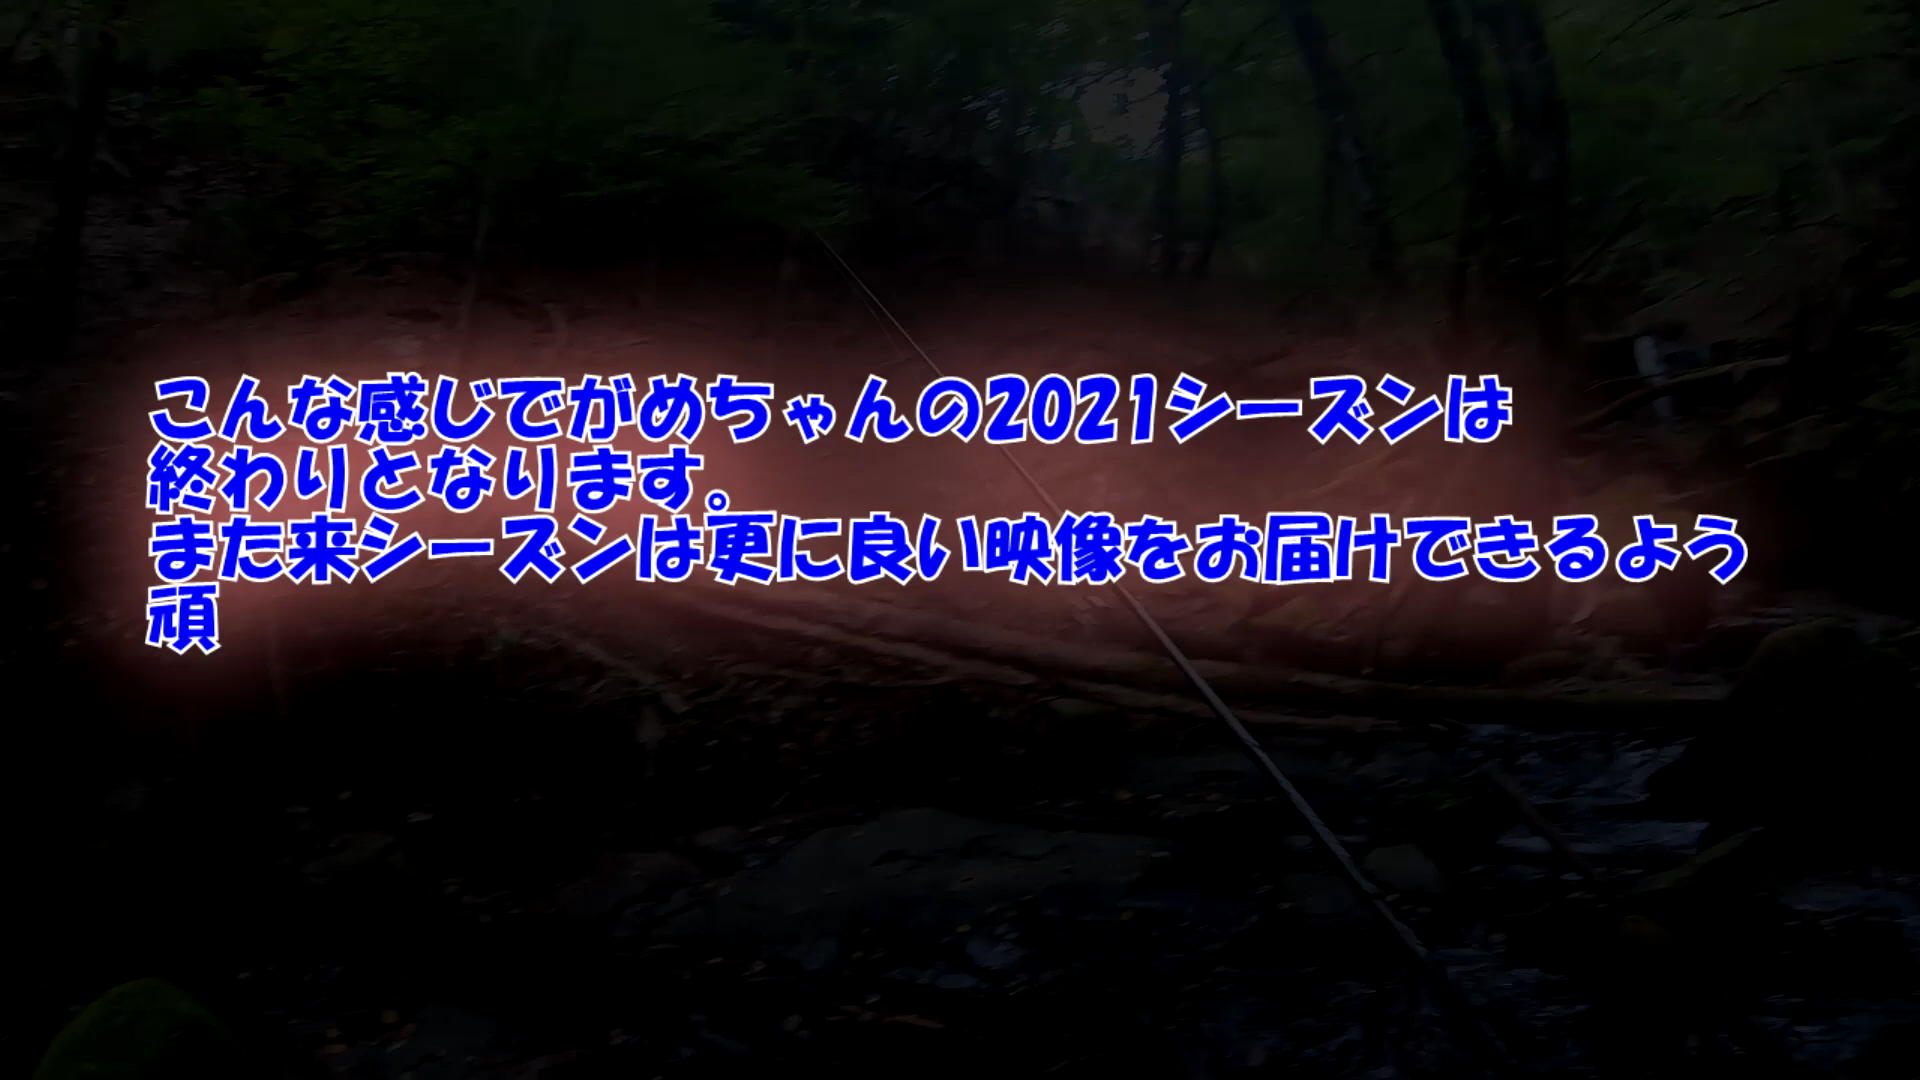 こんな感じでがめちゃんの2021シーズンは
終わりとなります。
また来シーズンは更に良い映像をお届けできるよう
頑